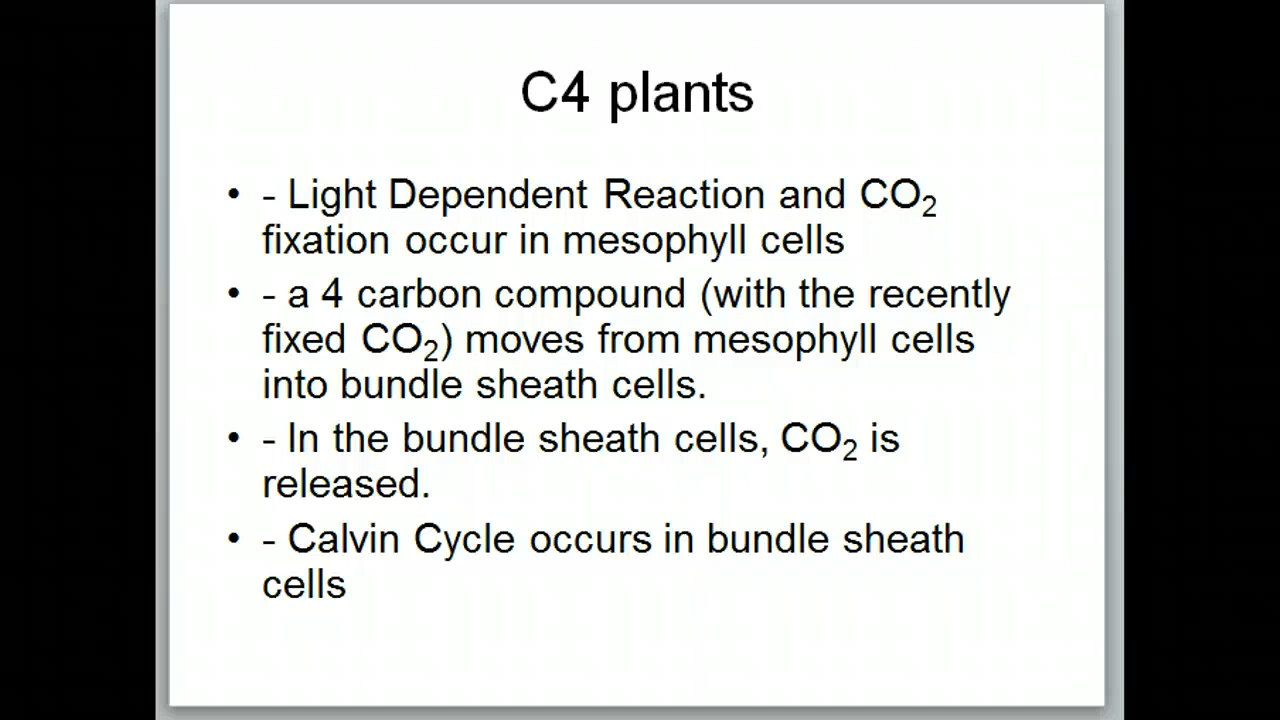 C4 plants
• - Light Dependent Reaction and CO₂
fixation occur in mesophyll cells
• - a 4 carbon compound (with the recently
fixed CO₂) moves from mesophyll cells
into bundle sheath cells.
• - In the bundle sheath cells, CO₂ is
released.
• - Calvin Cycle occurs in bundle sheath
cells